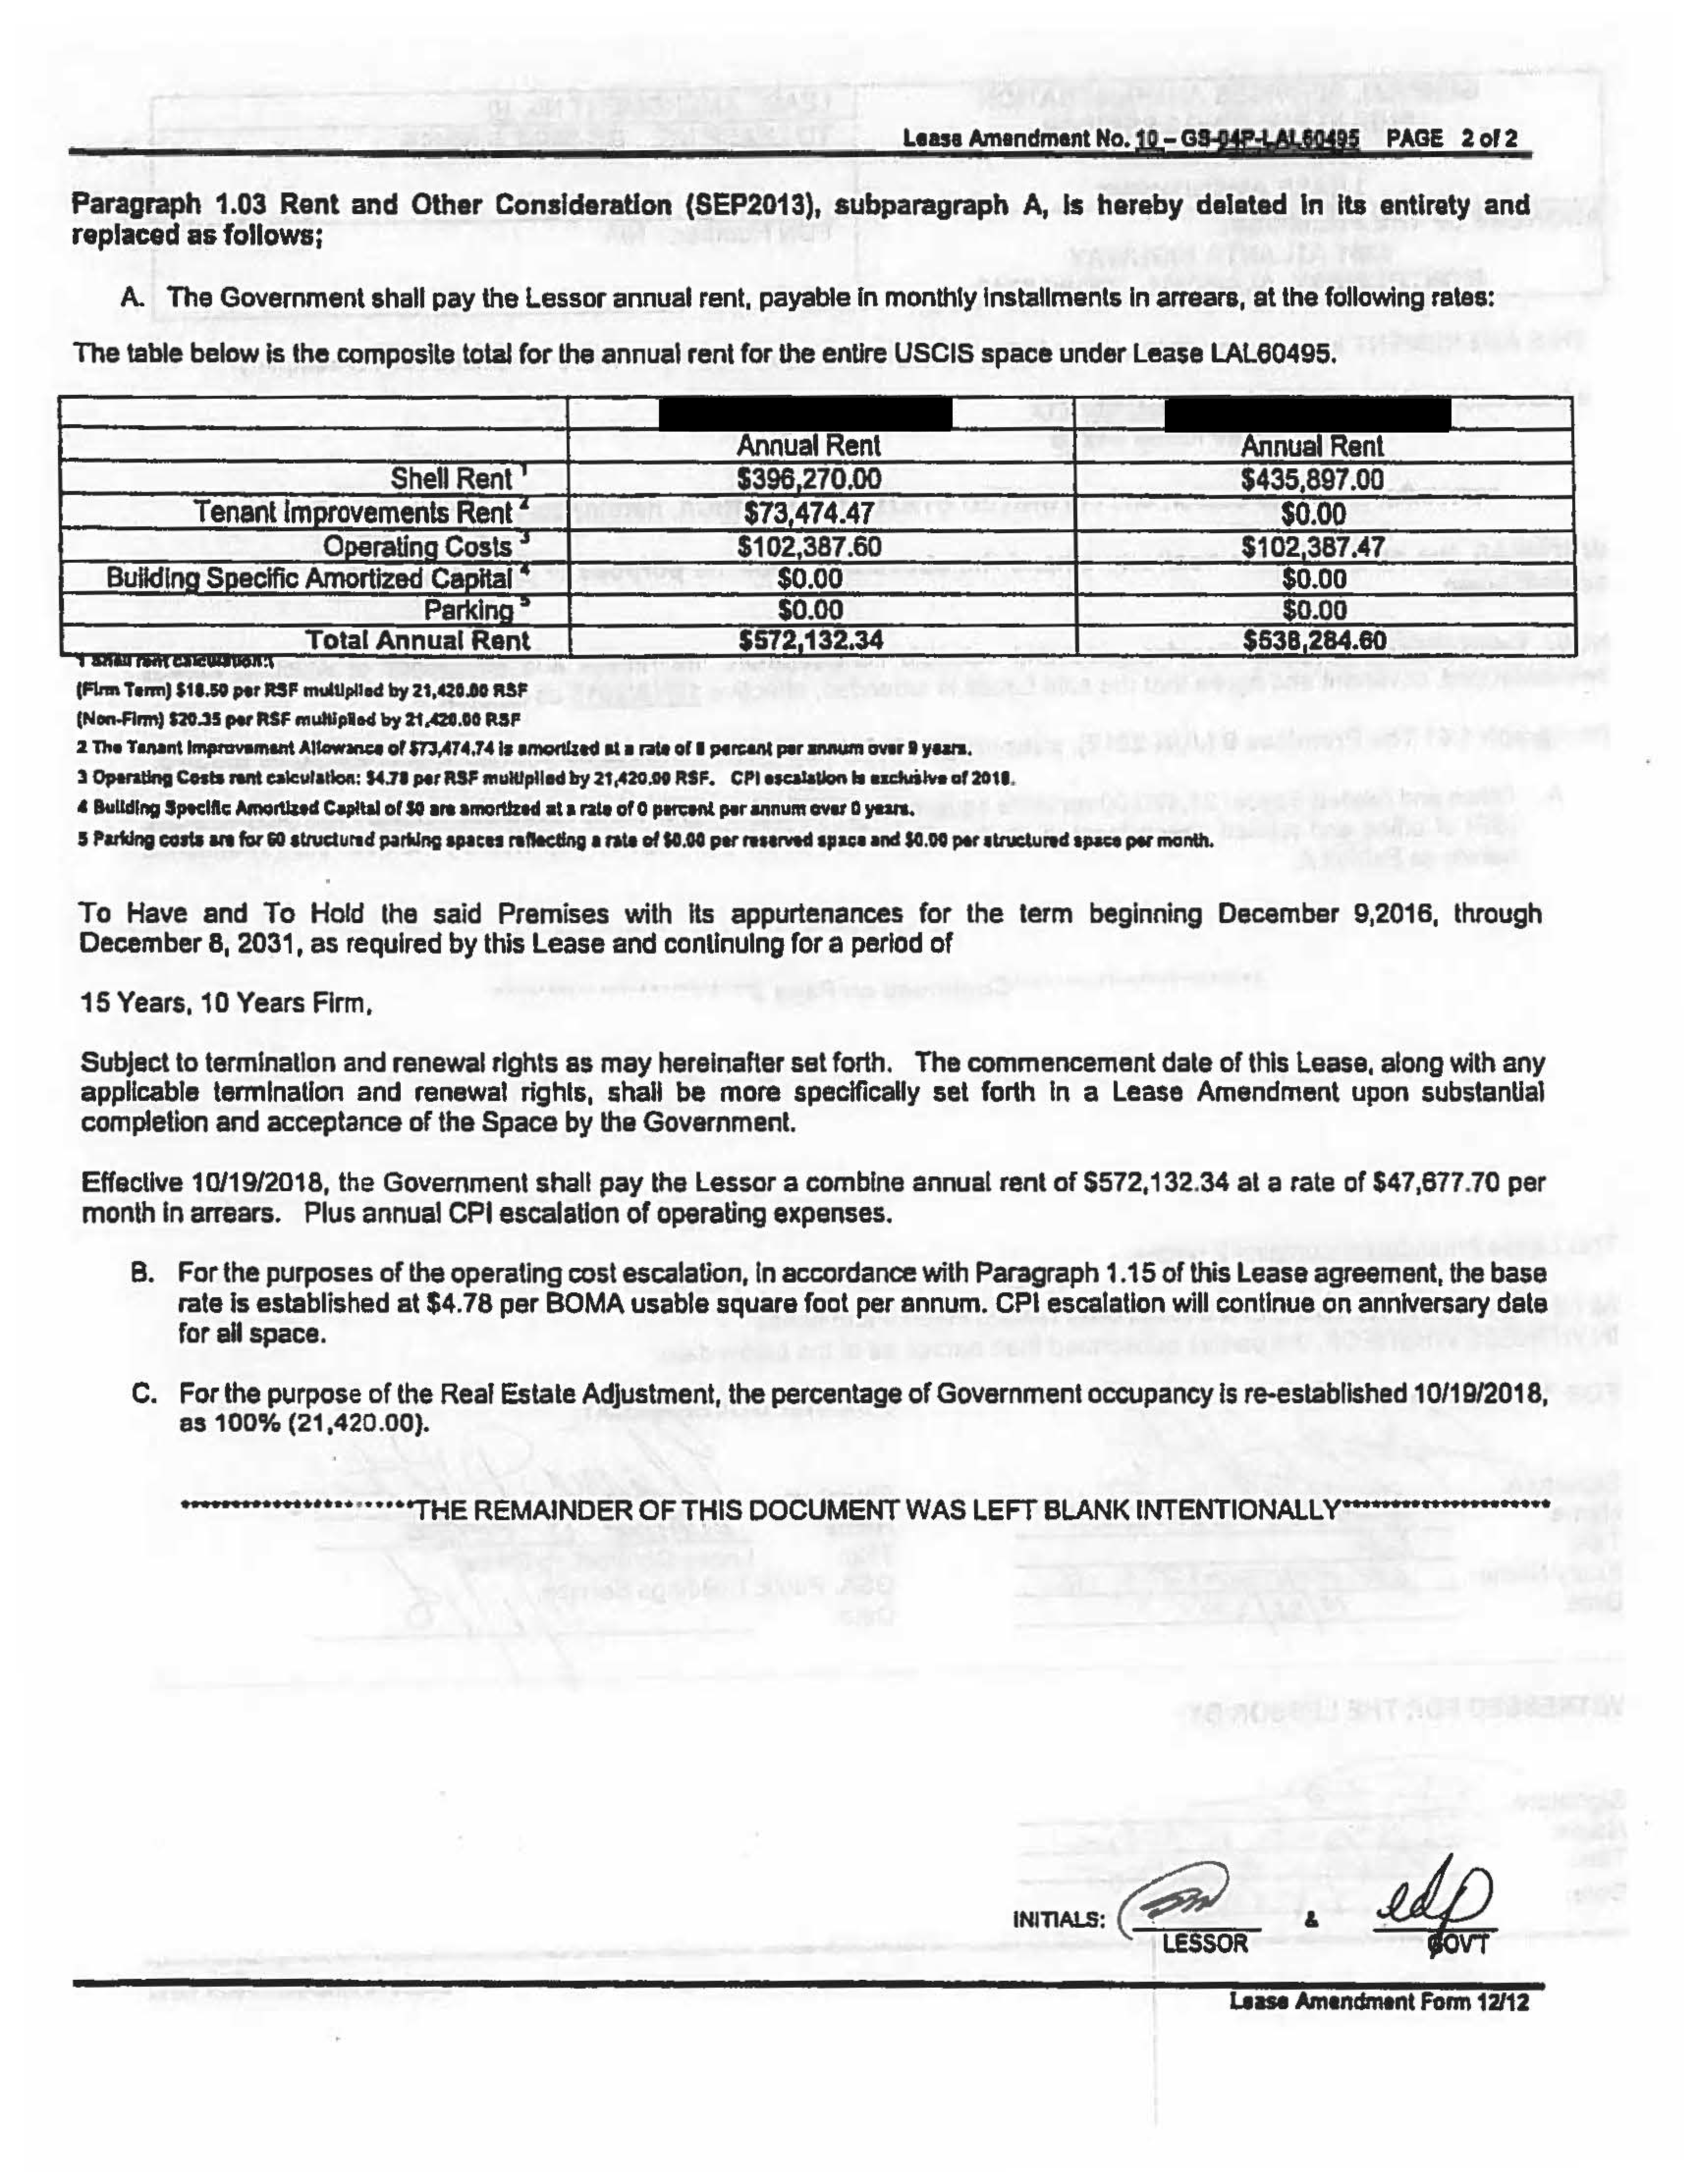 Lease Amendment No. 10 – GS-04P-LAL60495 PAGE 2 of 2
Paragraph 1.03 Rent and Other Consideration (SEP2013), subparagraph A, is hereby deleted in its entirety and
replaced as follows;
A. The Government shall pay the Lessor annual rent, payable in monthly installments in arrears, at the following rates:
The table below is the composite total for the annual rent for the entire USCIS space under Lease LAL60495.
Annual Rent Annual Rent
Shell Rent 1 $396,270.00 $435,897.00
Tenant Improvements Rent 2 $73,474.47 $0.00
Operating Costs 3 $102,387.60 $102,387.47
Building Specific Amortized Capital 4 $0.00 $0.00
Parking 5 $0.00 $0.00
Total Annual Rent $572,132.34 $538,284.60
1 Shell rent calculation:
(Firm Term) $18.50 per RSF multiplied by 21,420.00 RSF
(Non-Firm) $20.35 per RSF multiplied by 21,420.00 RSF
2 The Tenant Improvement Allowance of $73,474.74 is amortized at a rate of 8 percent per annum over 9 years.
3 Operating Costs rent calculation: $4.78 per RSF multiplied by 21,420.00 RSF. CPI escalation is exclusive of 2018.
4 Building Specific Amortized Capital of $0 are amortized at a rate of 0 percent per annum over 0 years.
5 Parking costs are for 60 structured parking spaces reflecting a rate of $0.00 per reserved space and $0.00 per structured space per month.
To Have and To Hold the said Premises with its appurtenances for the term beginning December 9,2016, through
December 8, 2031, as required by this Lease and continuing for a period of
15 Years, 10 Years Firm,
Subject to termination and renewal rights as may hereinafter set forth. The commencement date of this Lease, along with any
applicable termination and renewal rights, shall be more specifically set forth in a Lease Amendment upon substantial
completion and acceptance of the Space by the Government.
Effective 10/19/2018, the Government shall pay the Lessor a combine annual rent of $572,132.34 at a rate of $47,677.70 per
month in arrears. Plus annual CPI escalation of operating expenses.
B. For the purposes of the operating cost escalation, in accordance with Paragraph 1.15 of this Lease agreement, the base
rate is established at $4.78 per BOMA usable square foot per annum. CPI escalation will continue on anniversary date
for all space.
C. For the purpose of the Real Estate Adjustment, the percentage of Government occupancy is re-established 10/19/2018,
as 100% (21,420.00).
************************THE REMAINDER OF THIS DOCUMENT WAS LEFT BLANK INTENTIONALLY**********************
INITIALS: & edp
LESSOR GOVT
Lease Amendment Form 12/12